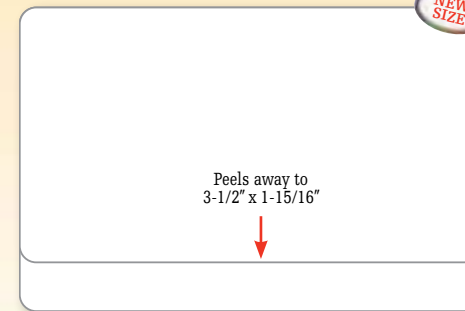 NEW
SIZE
Peels away to
3-1/2″ x 1-15/16″